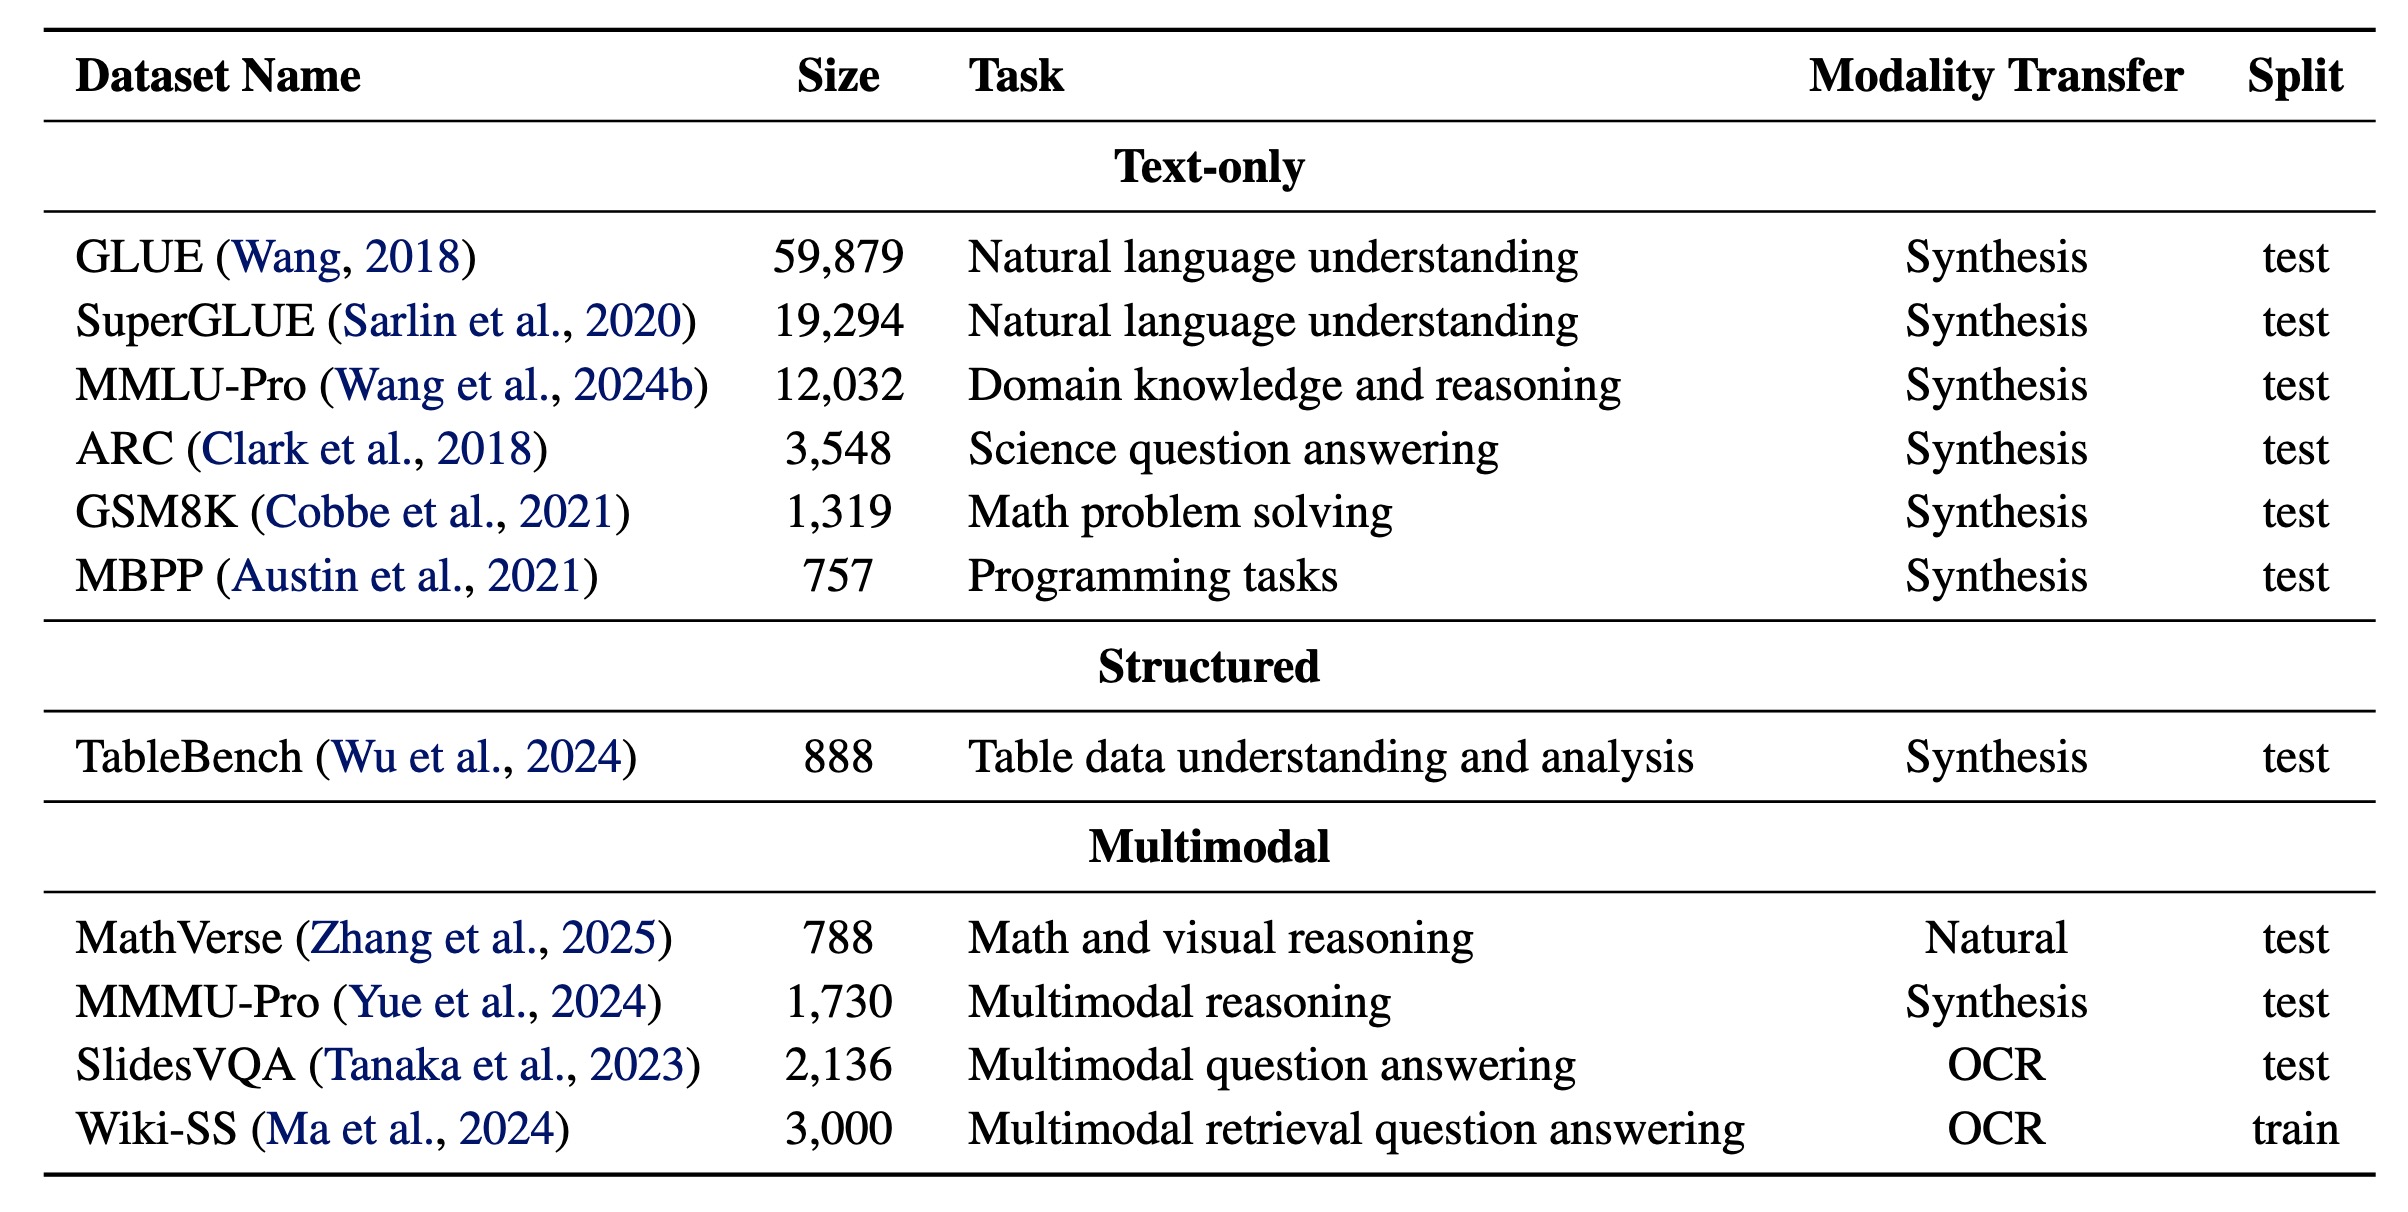 Dataset Name Size Task Modality Transfer Split
Text-only
GLUE (Wang, 2018) 59,879 Natural language understanding Synthesis test
SuperGLUE (Sarlin et al., 2020) 19,294 Natural language understanding Synthesis test
MMLU-Pro (Wang et al., 2024b) 12,032 Domain knowledge and reasoning Synthesis test
ARC (Clark et al., 2018) 3,548 Science question answering Synthesis test
GSM8K (Cobbe et al., 2021) 1,319 Math problem solving Synthesis test
MBPP (Austin et al., 2021) 757 Programming tasks Synthesis test
Structured
TableBench (Wu et al., 2024) 888 Table data understanding and analysis Synthesis test
Multimodal
MathVerse (Zhang et al., 2025) 788 Math and visual reasoning Natural test
MMMU-Pro (Yue et al., 2024) 1,730 Multimodal reasoning Synthesis test
SlidesVQA (Tanaka et al., 2023) 2,136 Multimodal question answering OCR test
Wiki-SS (Ma et al., 2024) 3,000 Multimodal retrieval question answering OCR train